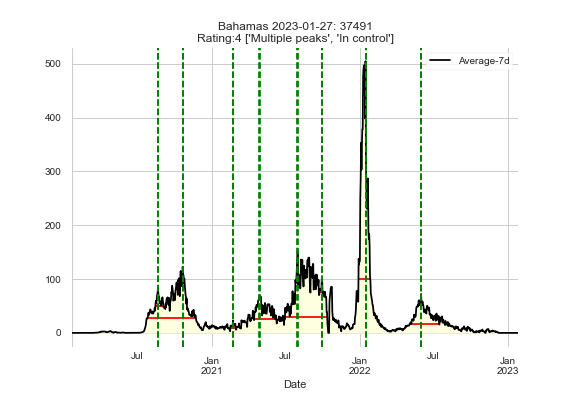 Bahamas 2023-01-27: 37491
Rating:4 ['Multiple peaks', 'In control']
Average-7d
500
400
300
200
100
0
Jul
Jan
2021
Jul
Jan
2022
Jul
Jan
2023
Date